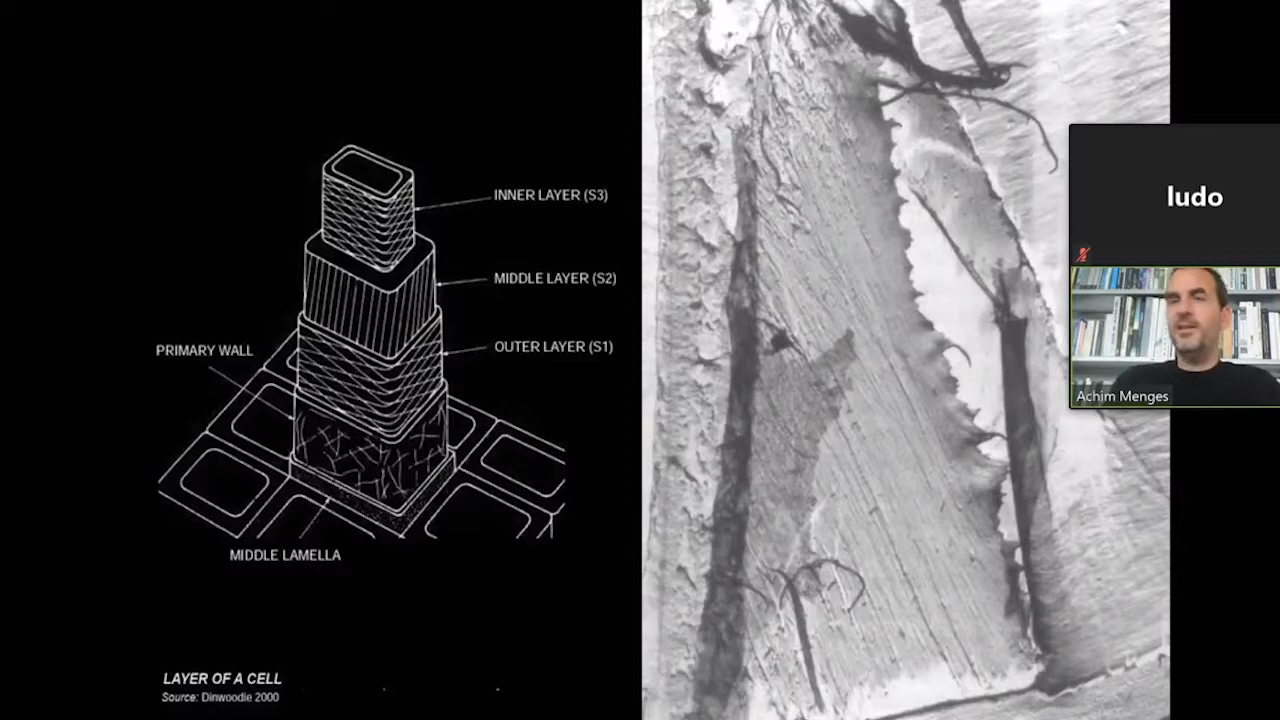 INNER LAYER (S3)
MIDDLE LAYER (S2)
OUTER LAYER (S1)
PRIMARY WALL
MIDDLE LAMELLA
LAYER OF A CELL
Source: Dinwoodie 2000
ludo
Achim Menges